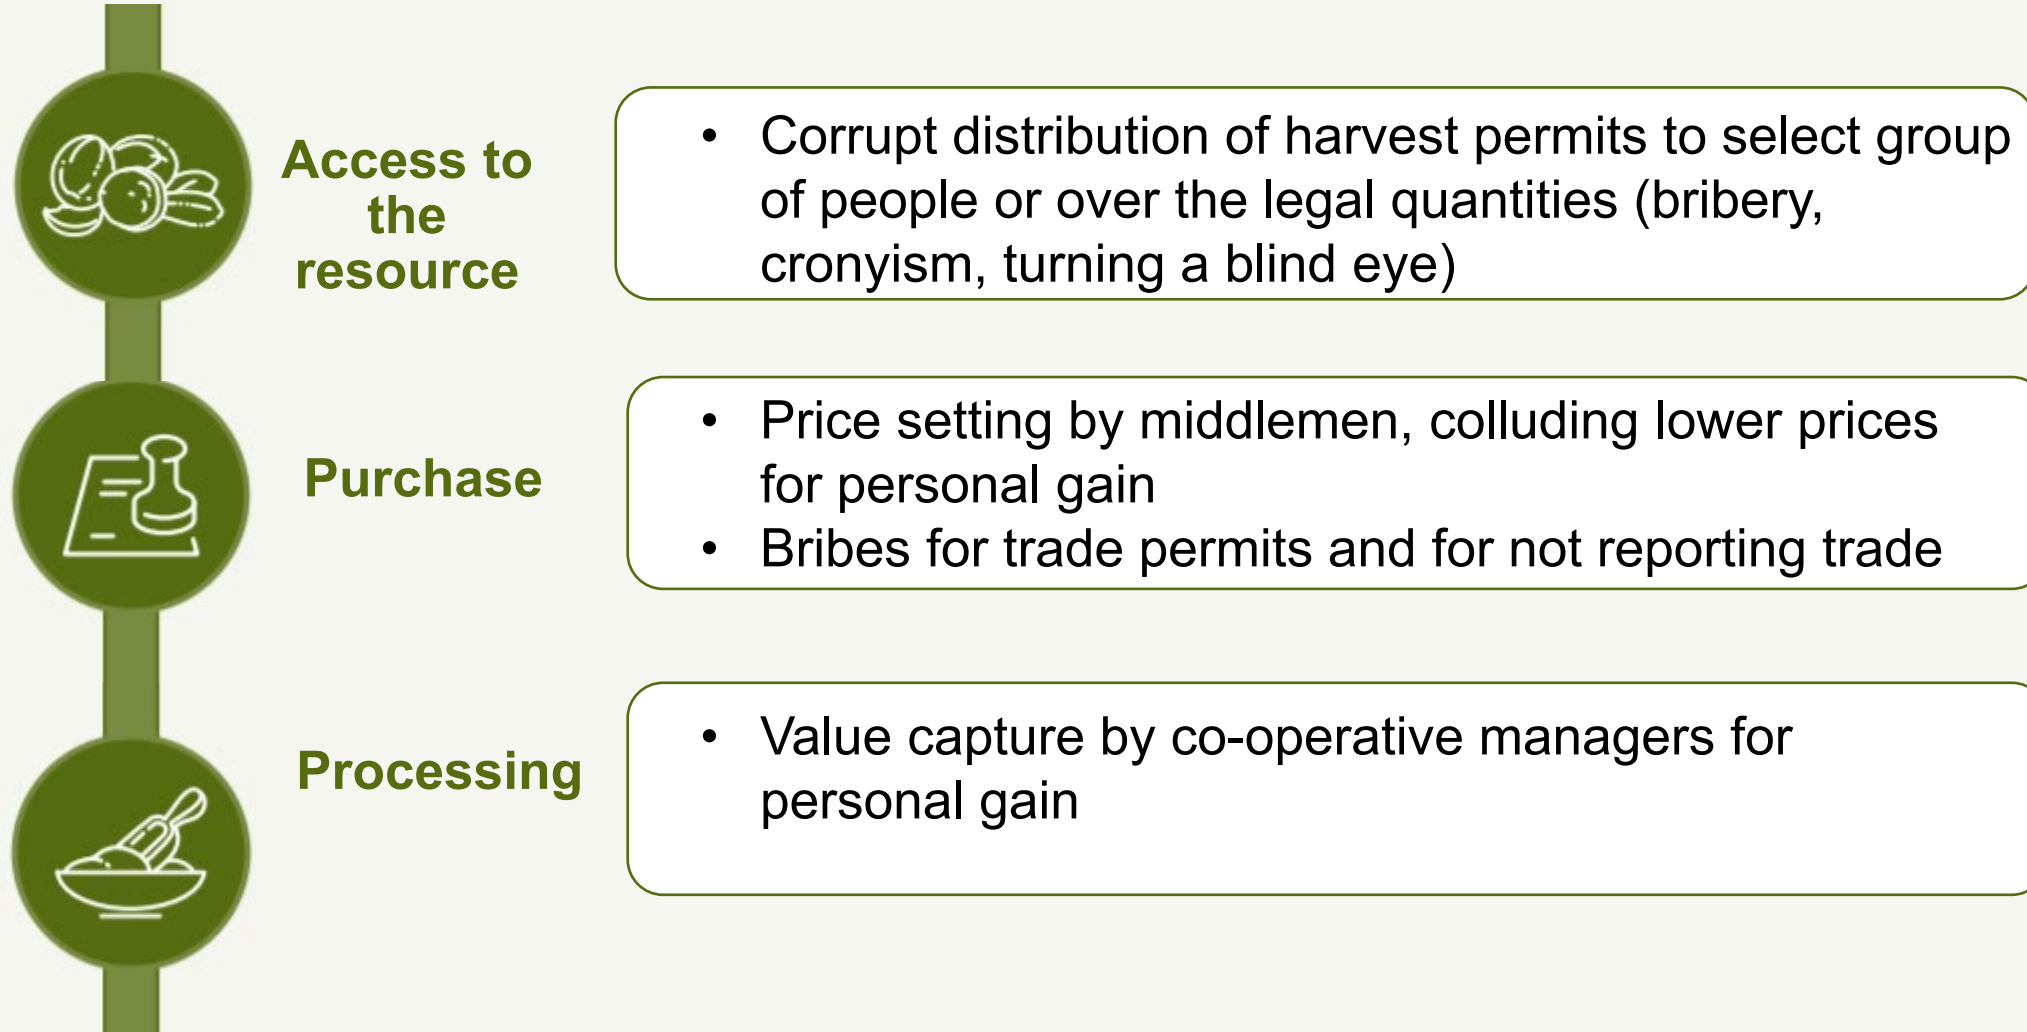 Access to
the
resource
• Corrupt distribution of harvest permits to select group
of people or over the legal quantities (bribery,
cronyism, turning a blind eye)
Purchase
• Price setting by middlemen, colluding lower prices
for personal gain
• Bribes for trade permits and for not reporting trade
Processing
• Value capture by co-operative managers for
personal gain